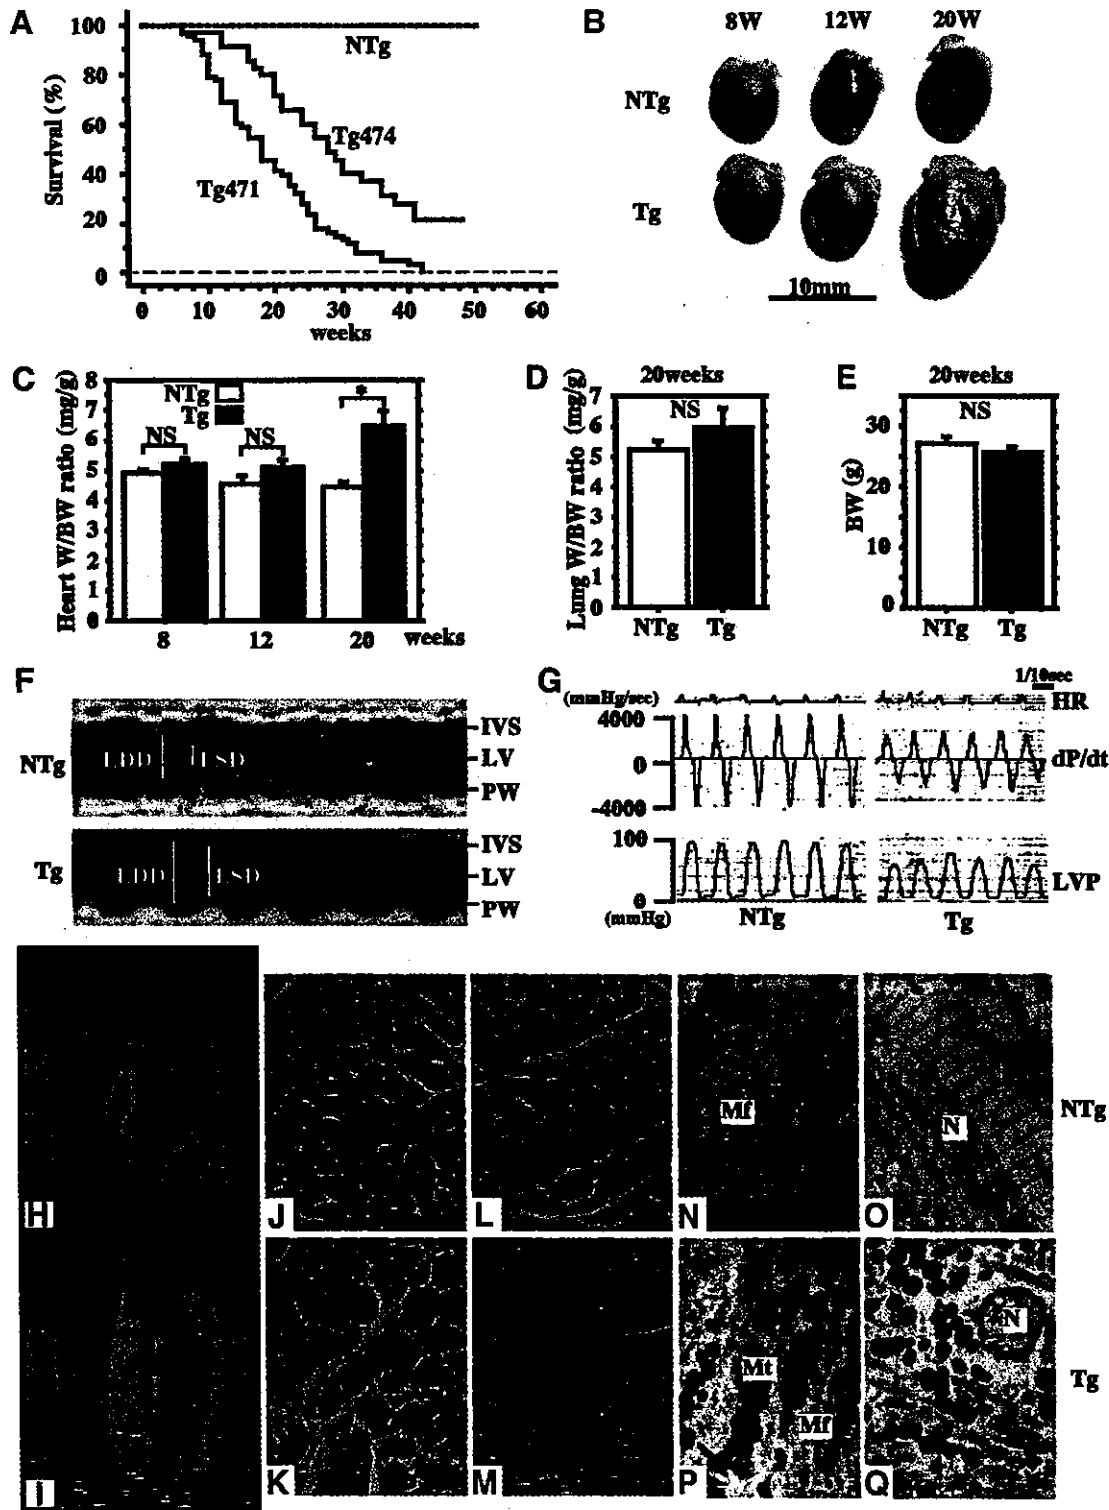 A
100
80
60
40
20
0
Survival (%)
NTg
Tg474
Tg471
0 10 20 30 40 50 60
weeks
B
8W 12W 20W
NTg
Tg
10mm
C
8
7
6
5
4
3
2
1
0
Heart W/BW ratio (mg/g)
NTg
Tg
NS
NS
*
8 12 20 weeks
D
20weeks
NS
7
6
5
4
3
2
1
0
Lung W/BW ratio (mg/g)
NTg Tg
E
20weeks
NS
30
20
10
0
BW (g)
NTg Tg
F
NTg
LDD LSD
IVS
LV
PW
Tg
LDD LSD
IVS
LV
PW
G
1/10sec
(mmHg/sec)
HR
4000
0
-4000
dP/dt
100
0
(mmHg)
LVP
NTg Tg
H
J
L
Mf
N
N
O
NTg
I
K
M
Mt
Mf
P
N
Q
Tg